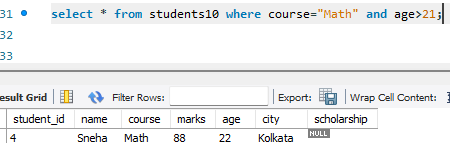 31 select * from students10 where course="Math" and age>21;
32
33
esult Grid Filter Rows: Export: Wrap Cell Content:
student_id name course marks age city scholarship
4 Sneha Math 88 22 Kolkata NULL